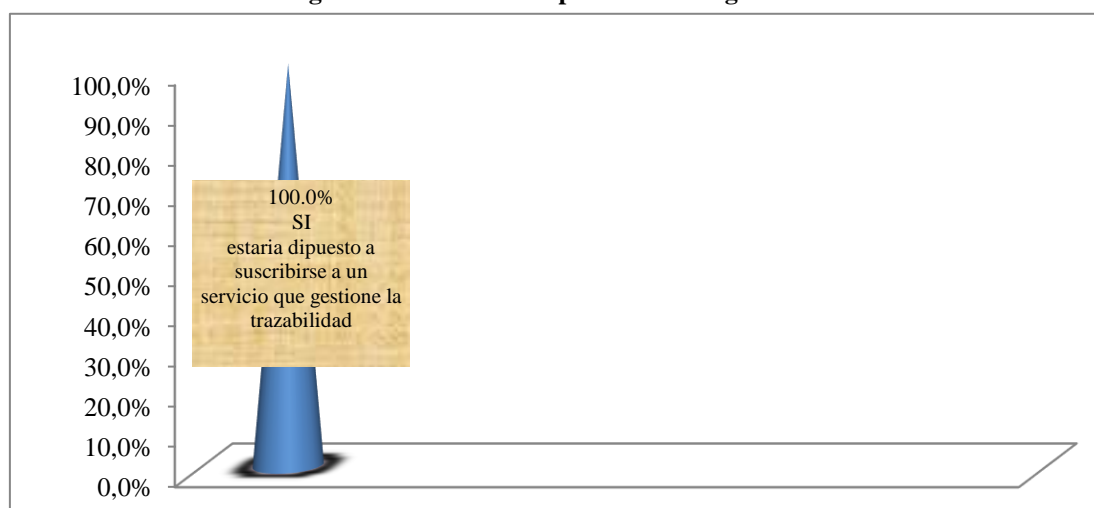 100,0%
90,0%
80,0%
70,0%
60,0%
50,0%
40,0%
30,0%
20,0%
10,0%
0,0%
100.0%
SI
estaria dipuesto a
suscribirse a un
servicio que gestione la
trazabilidad